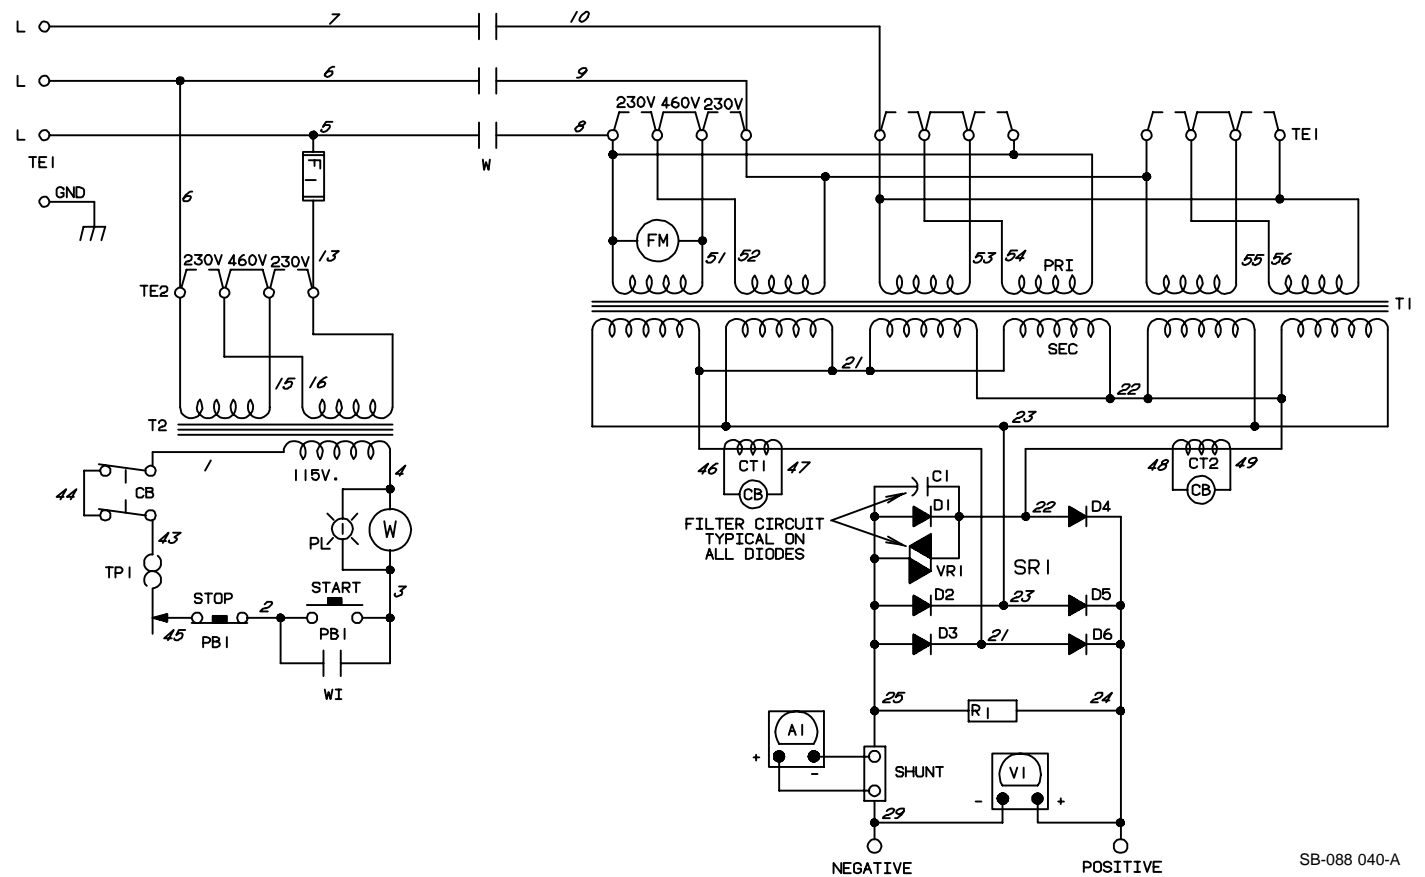 L 7 10
L 6 9
230V 460V 230V
L 5 8 TE1
TE1 W
F1
GND
6
FM
51 52 53 54 PRI 55 56
13
230V 460V 230V
TE2
T1
SEC
15 16 21
22
T2
23
1 115V. 4
46 CT1 47 48 CT2 49
44 CB CB CB
C1
D1 22 D4
FILTER CIRCUIT
TYPICAL ON
ALL DIODES
PL W
43
VR1 SR1
TP1
START 3
STOP 2 D2 23 D5
45 PB1 PB1 D3 21 D6
W1
25 R1 24
A1
+ -
SHUNT V1
- +
29
NEGATIVE POSITIVE
SB-088 040-A